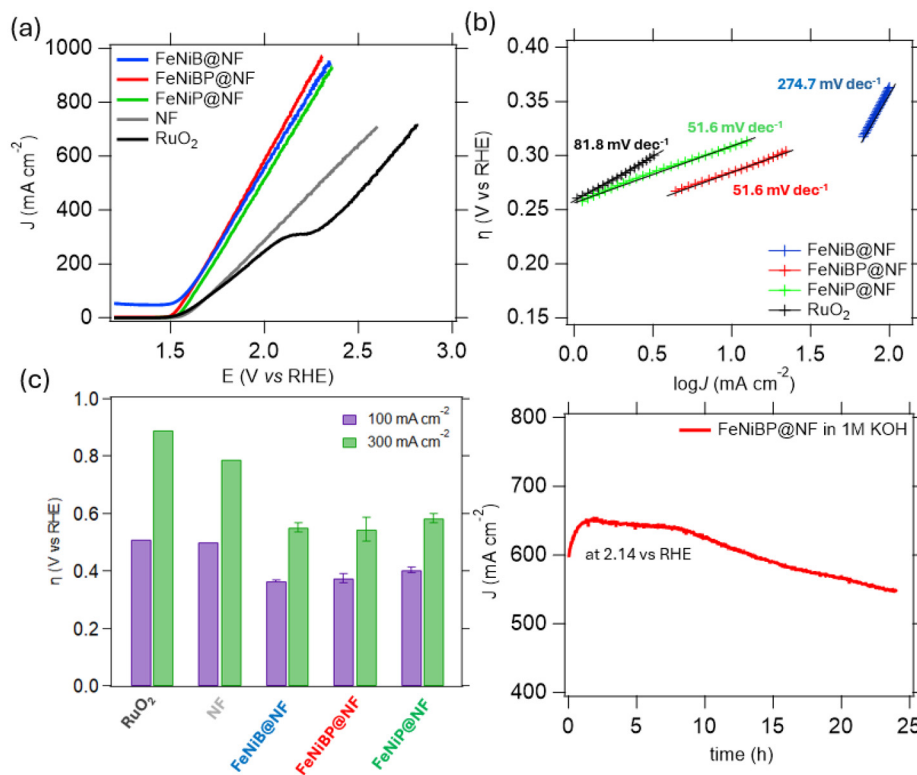 (a)
1000
800
600
400
200
0
J (mA cm⁻²)
FeNiB@NF
FeNiBP@NF
FeNiP@NF
NF
RuO₂
1.5
2.0
2.5
3.0
E (V vs RHE)
(b)
0.40
0.35
0.30
0.25
0.20
0.15
η (V vs RHE)
274.7 mV dec⁻¹
81.8 mV dec⁻¹
51.6 mV dec⁻¹
51.6 mV dec⁻¹
FeNiB@NF
FeNiBP@NF
FeNiP@NF
RuO₂
0.0
0.5
1.0
1.5
2.0
logJ (mA cm⁻²)
(c)
1.0
0.8
0.6
0.4
0.2
0.0
η (V vs RHE)
100 mA cm⁻²
300 mA cm⁻²
RuO₂
NF
FeNiB@NF
FeNiBP@NF
FeNiP@NF
800
700
600
500
400
J (mA cm⁻²)
FeNiBP@NF in 1M KOH
at 2.14 vs RHE
0
5
10
15
20
25
time (h)